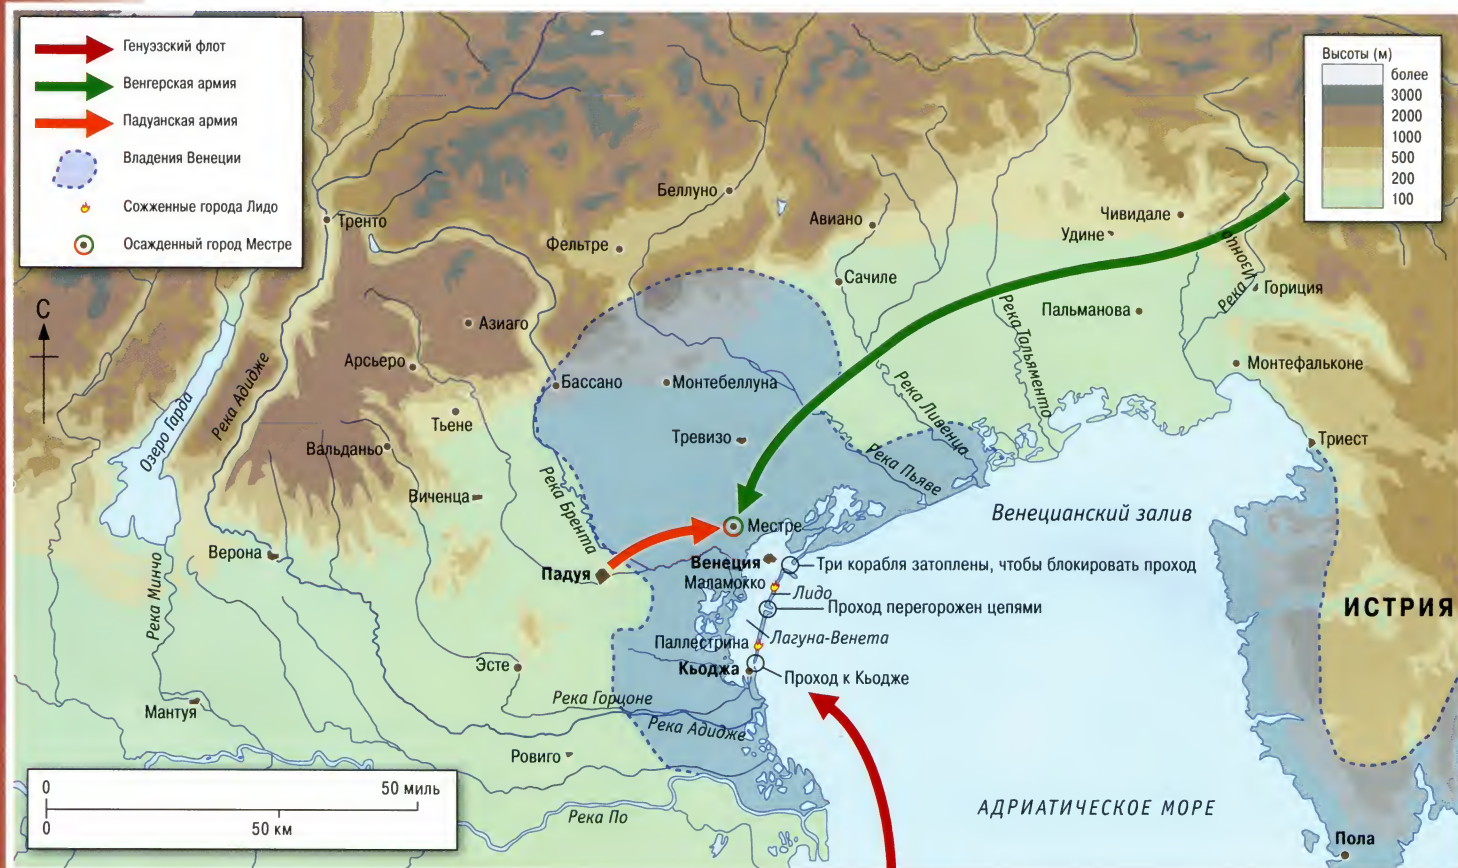 Генуэзский флот
Венгерская армия
Падуанская армия
Владения Венеции
Сожженные города Лидо
Осажденный город Местре
Высоты (м)
более
3000
2000
1000
500
200
100
С
Беллуно
Тренто
Фельтре
Авиано
Чивидале
Удине
Река Изонцо
Сачиле
Гориция
Азиаго
Пальманова
Река Тальяменто
Арсьеро
Монтефальконе
Бассано
Монтебеллуна
Река Адидже
Озеро Гарда
Тьене
Река Ливенца
Тревизо
Триест
Вальданьо
Река Пьяве
Виченца
Река Брента
Местре
Венецианский залив
Верона
Падуя
Венеция
Три корабля затоплены, чтобы блокировать проход
Маламокко
Лидо
Река Минчо
Проход перегорожен цепями
ИСТРИЯ
Паллестрина
Лагуна-Венета
Эсте
Кьоджа
Проход к Кьодже
Мантуя
Река Горцоне
Река Адидже
Ровиго
0
50 миль
0
50 км
Река По
АДРИАТИЧЕСКОЕ МОРЕ
Пола